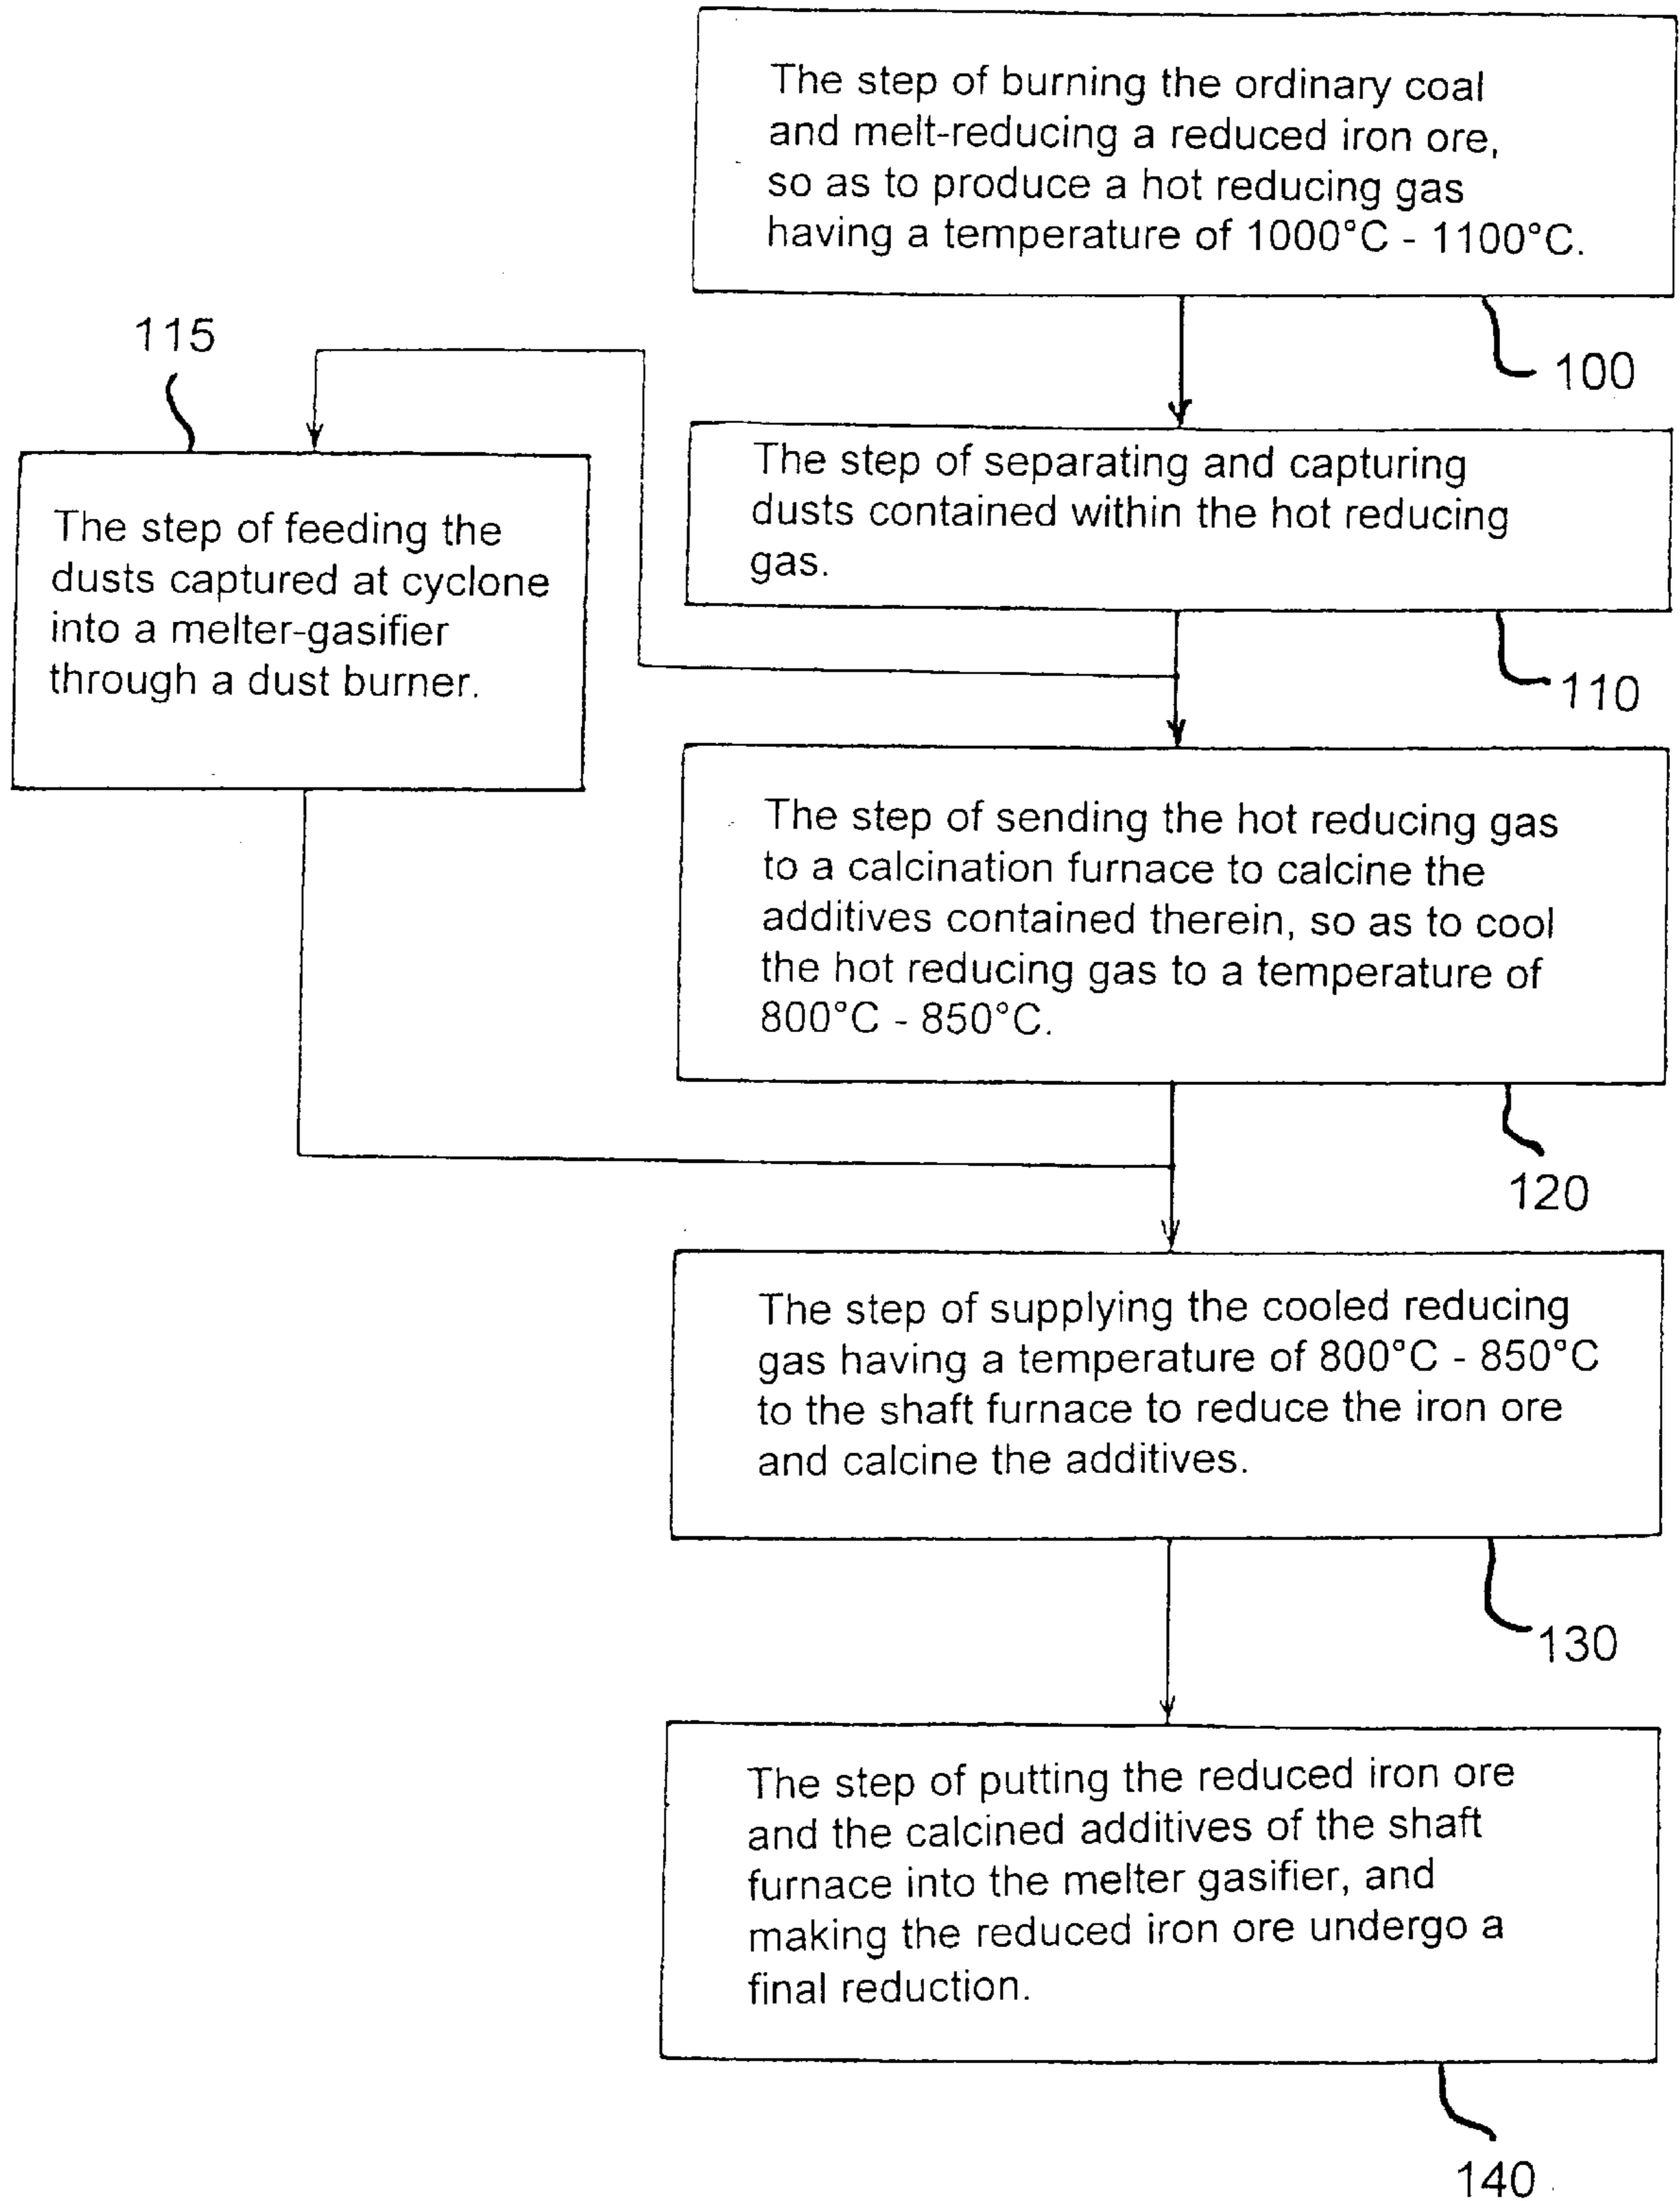 The step of burning the ordinary coal
and melt-reducing a reduced iron ore,
so as to produce a hot reducing gas
having a temperature of 1000°C - 1100°C.
100
115
The step of separating and capturing
dusts contained within the hot reducing
gas.
110
The step of feeding the
dusts captured at cyclone
into a melter-gasifier
through a dust burner.
The step of sending the hot reducing gas
to a calcination furnace to calcine the
additives contained therein, so as to cool
the hot reducing gas to a temperature of
800°C - 850°C.
120
The step of supplying the cooled reducing
gas having a temperature of 800°C - 850°C
to the shaft furnace to reduce the iron ore
and calcine the additives.
130
The step of putting the reduced iron ore
and the calcined additives of the shaft
furnace into the melter gasifier, and
making the reduced iron ore undergo a
final reduction.
140